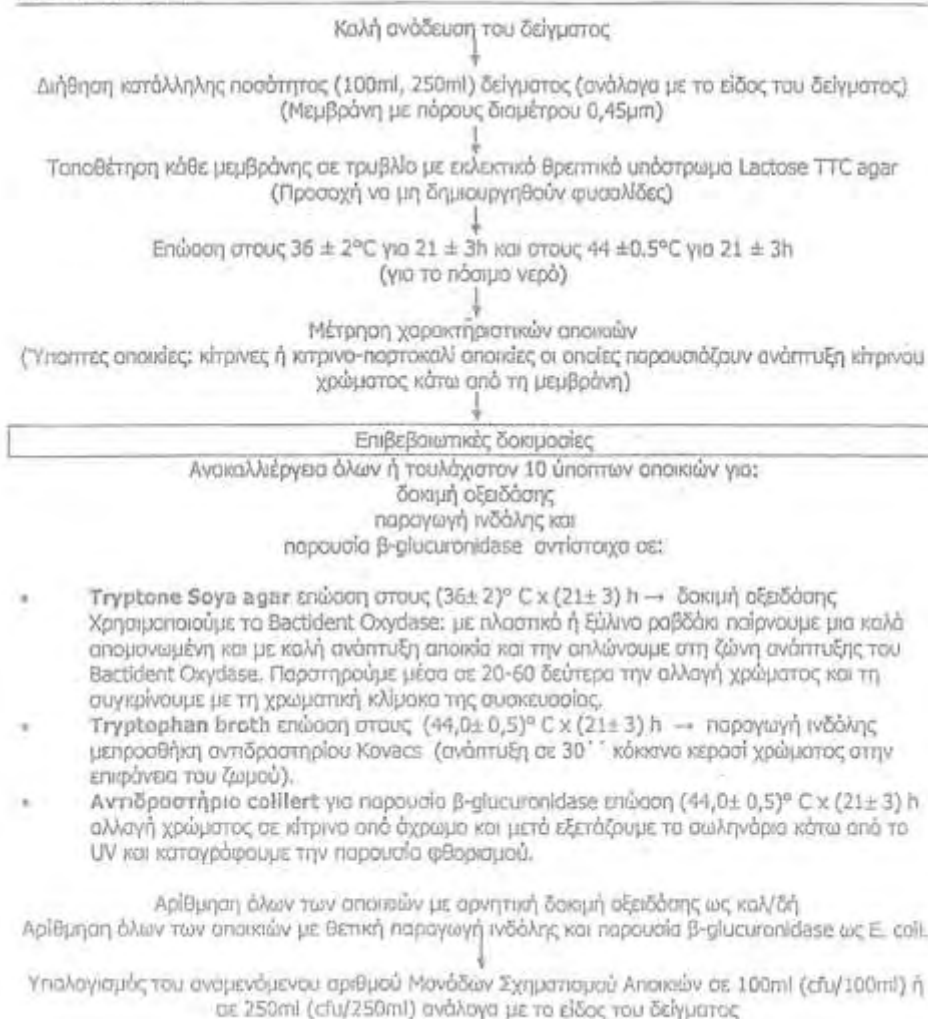 Καλή ανάδευση του δείγματος
Διήθηση κατάλληλης ποσότητος (100ml, 250ml) δείγματος (ανάλογα με το είδος του δείγματος)
(Μεμβράνη με πόρους διαμέτρου 0,45μm)
Τοποθέτηση κάθε μεμβράνης σε τρυβλίο με εκλεκτικό θρεπτικό υπόστρωμα Lactose TTC agar
(Προσοχή να μη δημιουργηθούν φυσαλίδες)
Επώαση στους 36 ± 2°C για 21 ± 3h και στους 44 ±0.5°C για 21 ± 3h
(για το πόσιμο νερό)
Μέτρηση χαρακτηριστικών αποικιών
(Ύποπτες αποικίες: κίτρινες ή κιτρινο-πορτοκαλί αποικίες οι οποίες παρουσιάζουν ανάπτυξη κίτρινου
χρώματος κάτω από τη μεμβράνη)
Επιβεβαιωτικές δοκιμασίες
Ανακαλλιέργεια όλων ή τουλάχιστον 10 ύποπτων αποικιών για:
δοκιμή οξειδάσης
παραγωγή ινδόλης και
παρουσία β-glucuronidase αντίστοιχα σε:
• Tryptone Soya agar επώαση στους (36± 2)° C x (21± 3) h → δοκιμή οξειδάσης
Χρησιμοποιούμε το Bactident Oxydase: με πλαστικό ή ξύλινο ραβδάκι παίρνουμε μια καλά
απομονωμένη και με καλή ανάπτυξη αποικία και την απλώνουμε στη ζώνη ανάπτυξης του
Bactident Oxydase. Παρατηρούμε μέσα σε 20-60 δεύτερα την αλλαγή χρώματος και τη
συγκρίνουμε με τη χρωματική κλίμακα της συσκευασίας.
• Tryptophan broth επώαση στους (44,0± 0,5)° C x (21± 3) h → παραγωγή ινδόλης
μεπροσθήκη αντιδραστηρίου Kovacs (ανάπτυξη σε 30΄΄ κόκκινο κερασί χρώματος στην
επιφάνεια του ζωμού).
• Αντιδραστήριο colilert για παρουσία β-glucuronidase επώαση (44,0± 0,5)° C x (21± 3) h
αλλαγή χρώματος σε κίτρινο από άχρωμο και μετά εξετάζουμε τα σωληνάρια κάτω από το
UV και καταγράφουμε την παρουσία φθορισμού.
Αρίθμηση όλων των αποικιών με αρνητική δοκιμή οξειδάσης ως κολ/δή
Αρίθμηση όλων των αποικιών με θετική παραγωγή ινδόλης και παρουσία β-glucuronidase ως E. coli.
Υπολογισμός του αναμενόμενου αριθμού Μονάδων Σχηματισμού Αποικιών σε 100ml (cfu/100ml) ή
σε 250ml (cfu/250ml) ανάλογα με το είδος του δείγματος